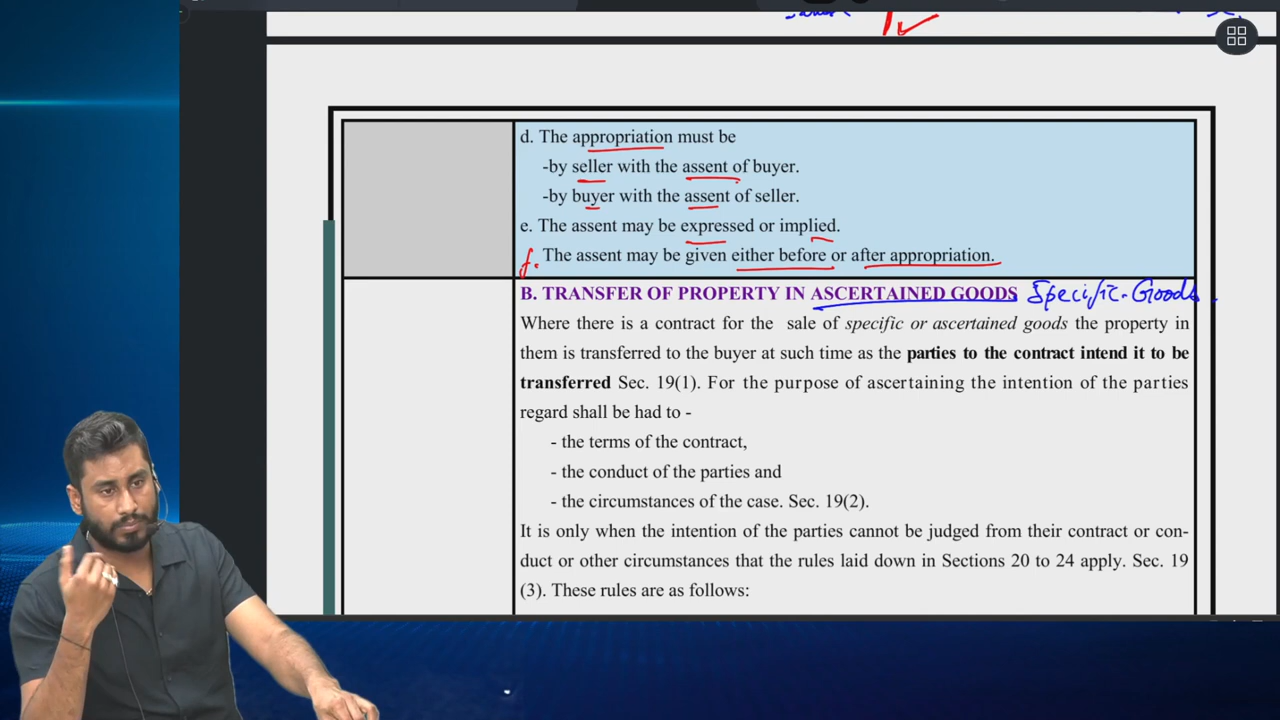 d. The appropriation must be
-by seller with the assent of buyer.
-by buyer with the assent of seller.
e. The assent may be expressed or implied.
f. The assent may be given either before or after appropriation.
B. TRANSFER OF PROPERTY IN ASCERTAINED GOODS Specific Goods.
Where there is a contract for the sale of specific or ascertained goods the property in
them is transferred to the buyer at such time as the parties to the contract intend it to be
transferred Sec. 19(1). For the purpose of ascertaining the intention of the parties
regard shall be had to -
- the terms of the contract,
- the conduct of the parties and
- the circumstances of the case. Sec. 19(2).
It is only when the intention of the parties cannot be judged from their contract or con-
duct or other circumstances that the rules laid down in Sections 20 to 24 apply. Sec. 19
(3). These rules are as follows: